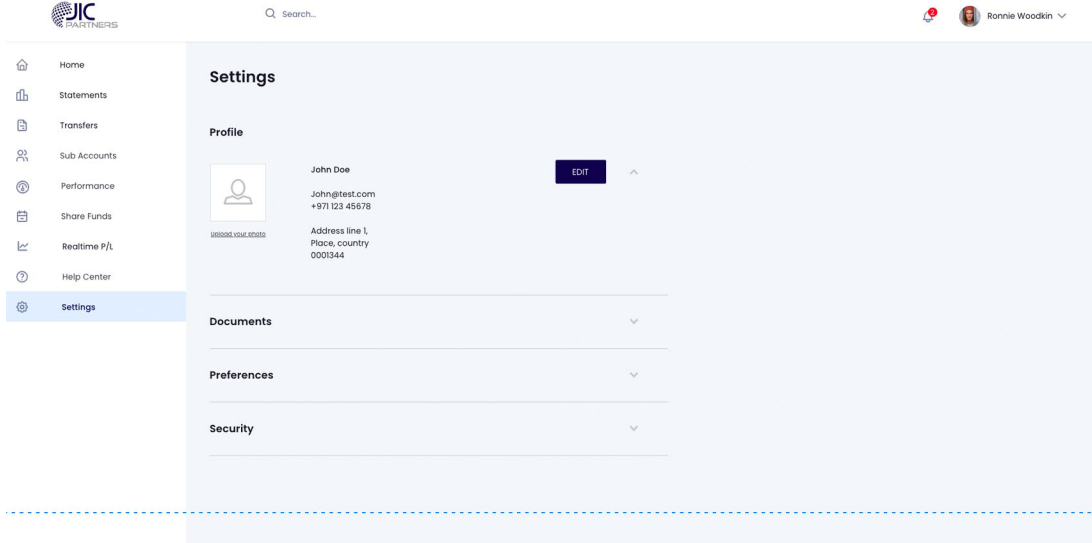 JIC
PARTNERS
Search...
2
Ronnie Woodkin
Home
Statements
Transfers
Sub Accounts
Performance
Share Funds
Realtime P/L
Help Center
Settings
Settings
Profile
John Doe
EDIT
John@test.com
+971 123 45678
Upload your photo
Address line 1,
Place, country
0001344
Documents
Preferences
Security